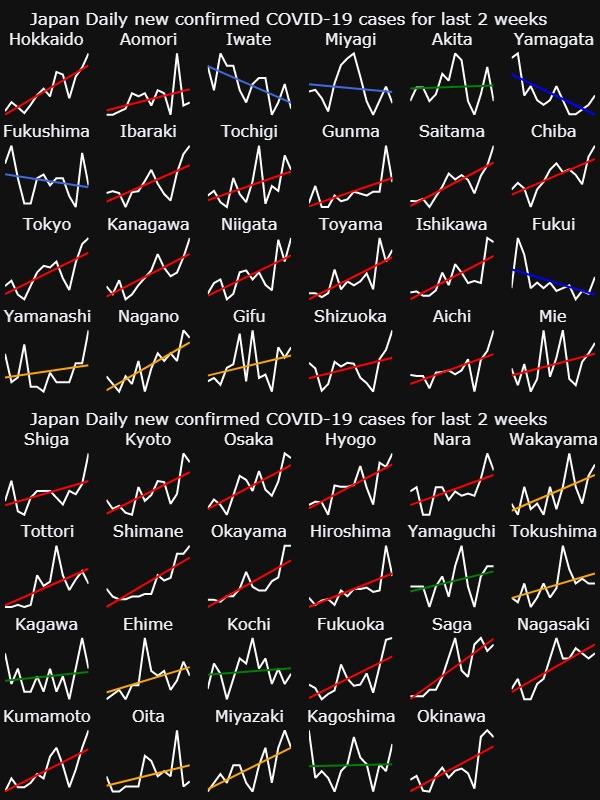 Japan Daily new confirmed COVID-19 cases for last 2 weeks
Hokkaido Aomori Iwate Miyagi Akita Yamagata
Fukushima Ibaraki Tochigi Gunma Saitama Chiba
Tokyo Kanagawa Niigata Toyama Ishikawa Fukui
Yamanashi Nagano Gifu Shizuoka Aichi Mie
Japan Daily new confirmed COVID-19 cases for last 2 weeks
Shiga Kyoto Osaka Hyogo Nara Wakayama
Tottori Shimane Okayama Hiroshima Yamaguchi Tokushima
Kagawa Ehime Kochi Fukuoka Saga Nagasaki
Kumamoto Oita Miyazaki Kagoshima Okinawa